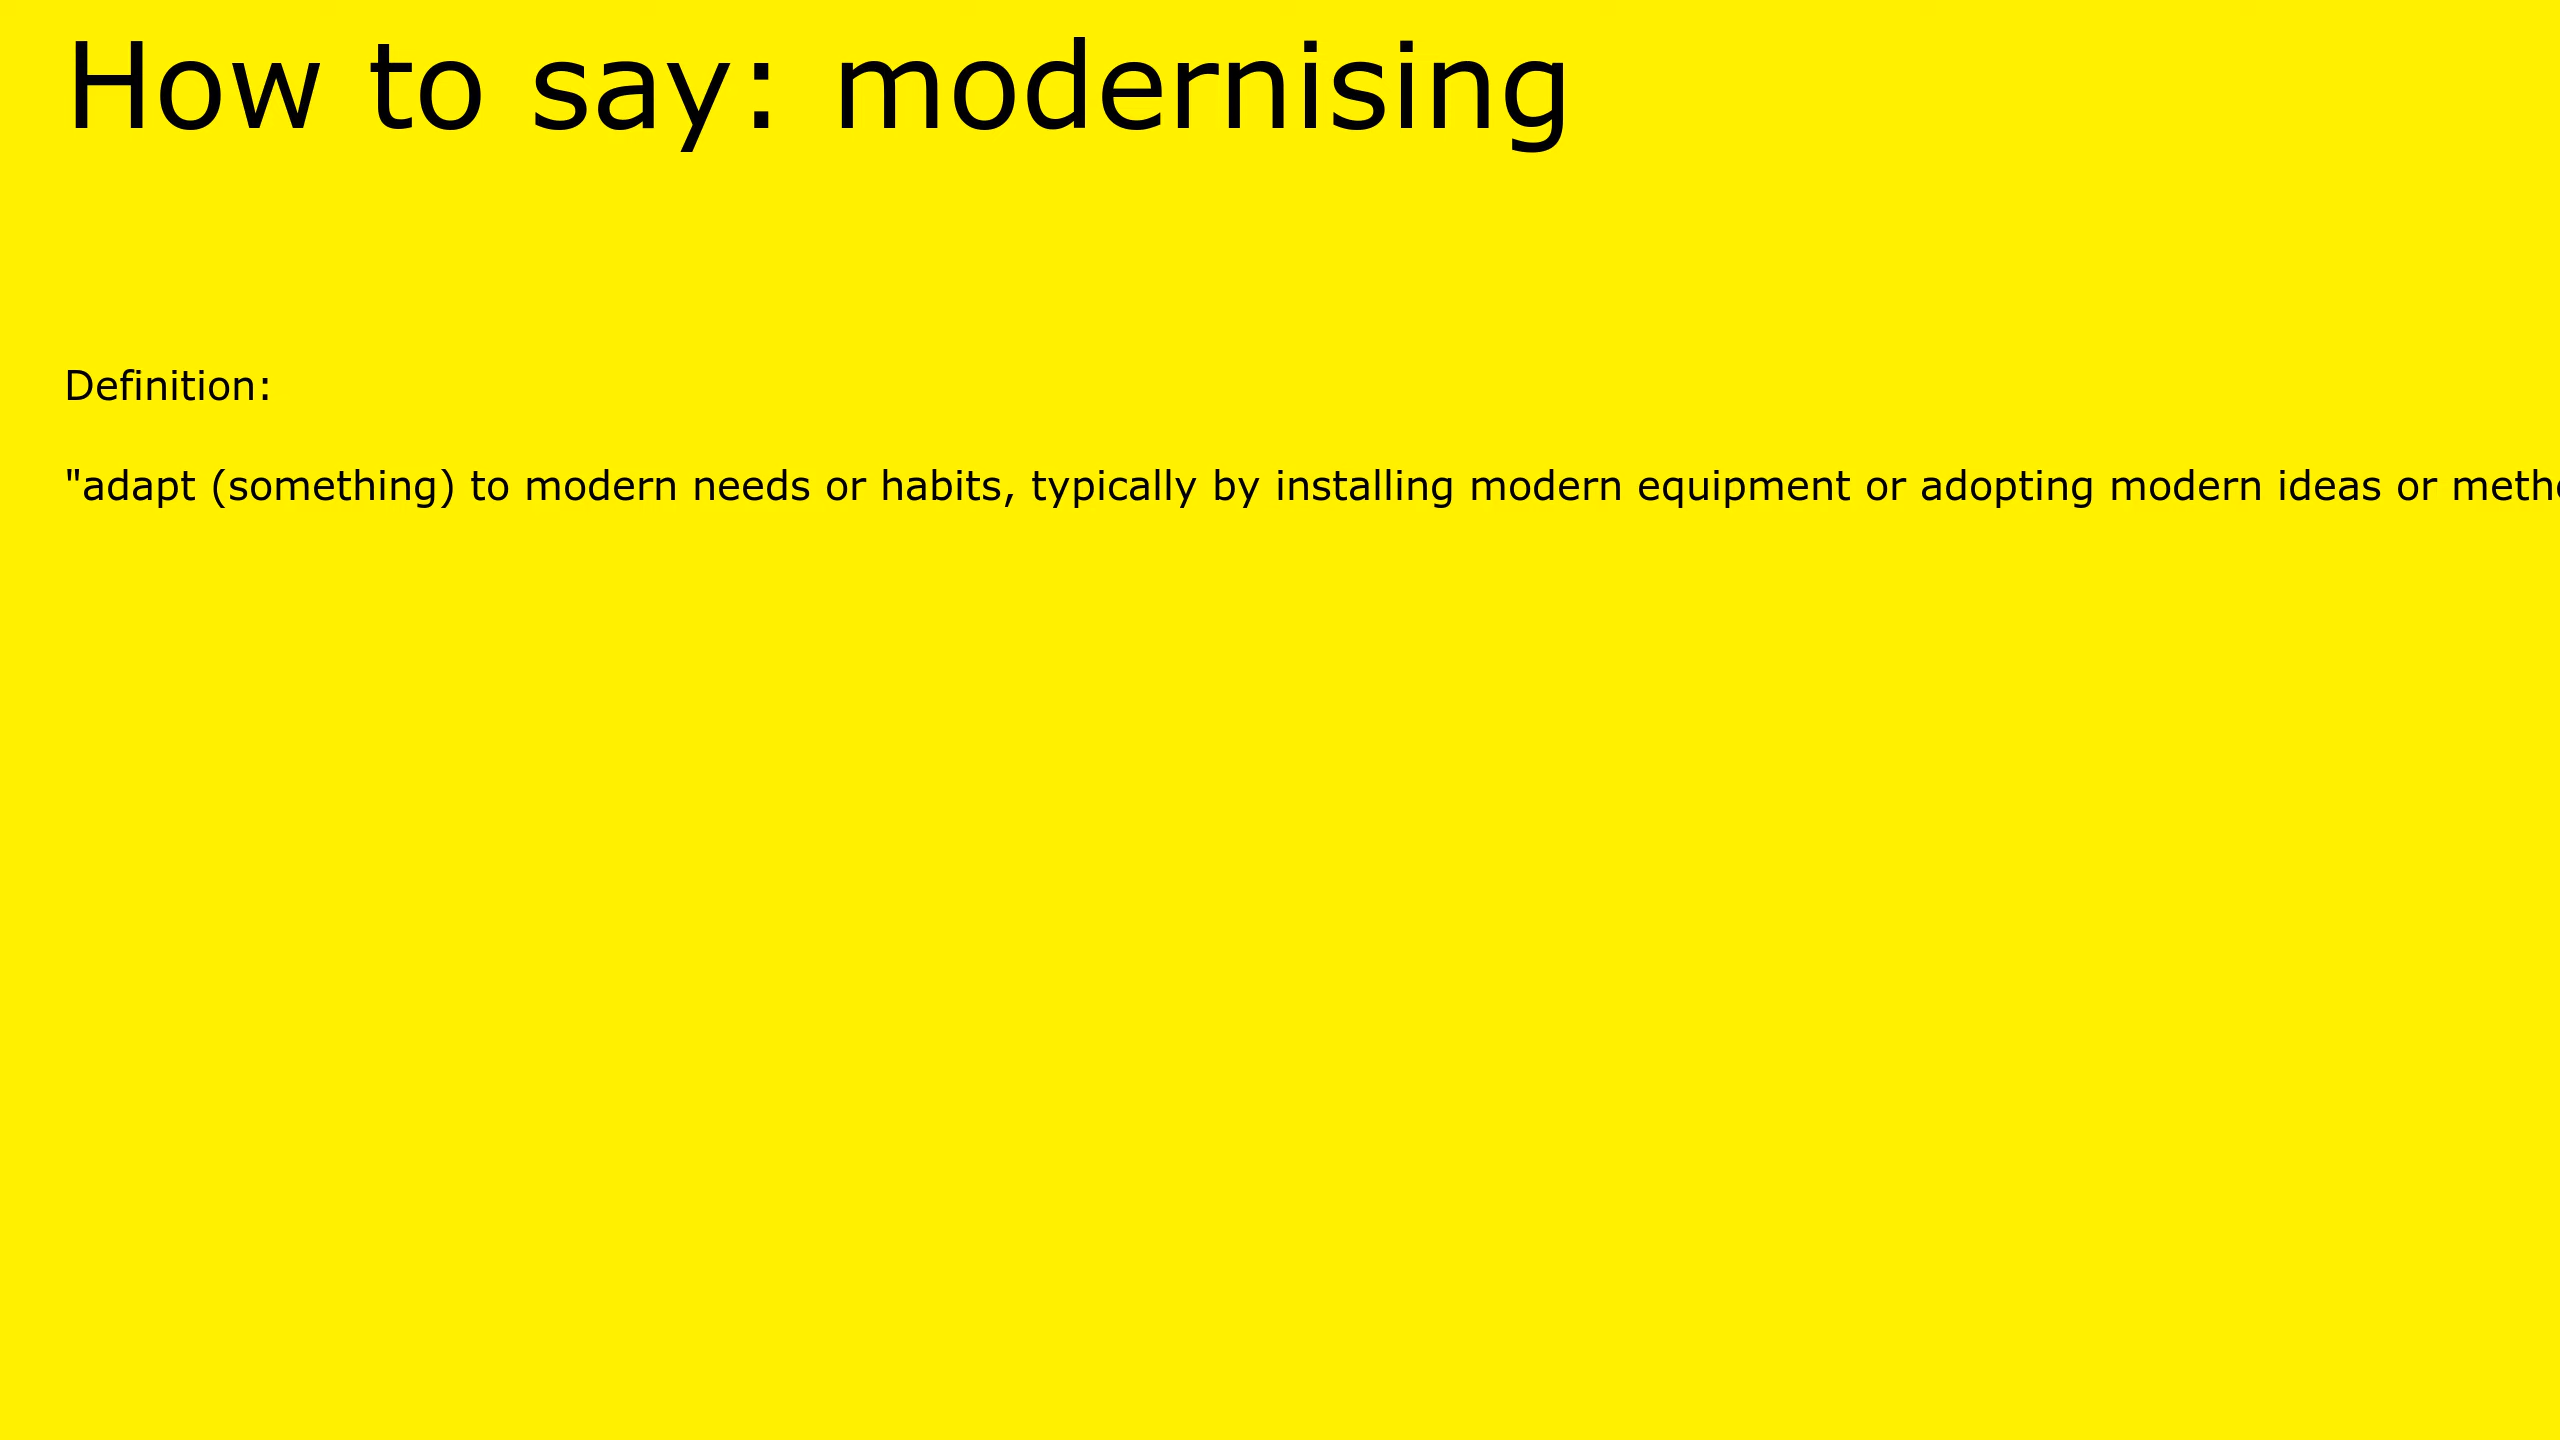 How to say: modernising
Definition:
"adapt (something) to modern needs or habits, typically by installing modern equipment or adopting modern ideas or